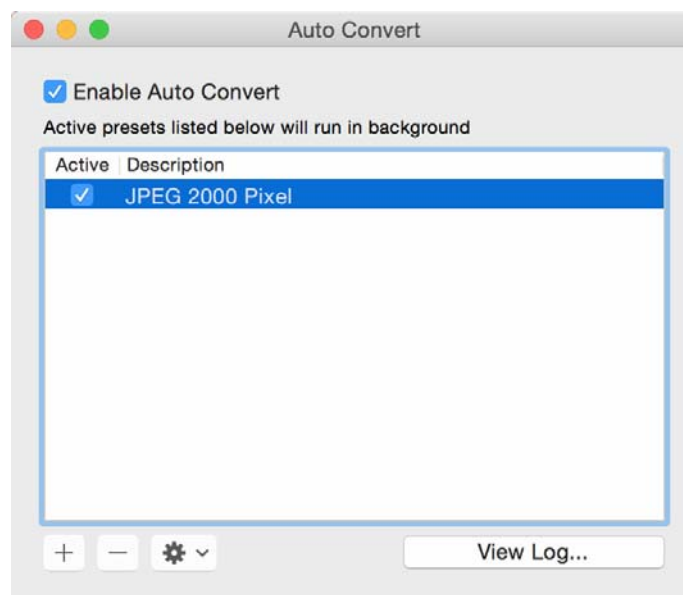 Auto Convert
Enable Auto Convert
Active presets listed below will run in background
Active Description
JPEG 2000 Pixel
View Log...